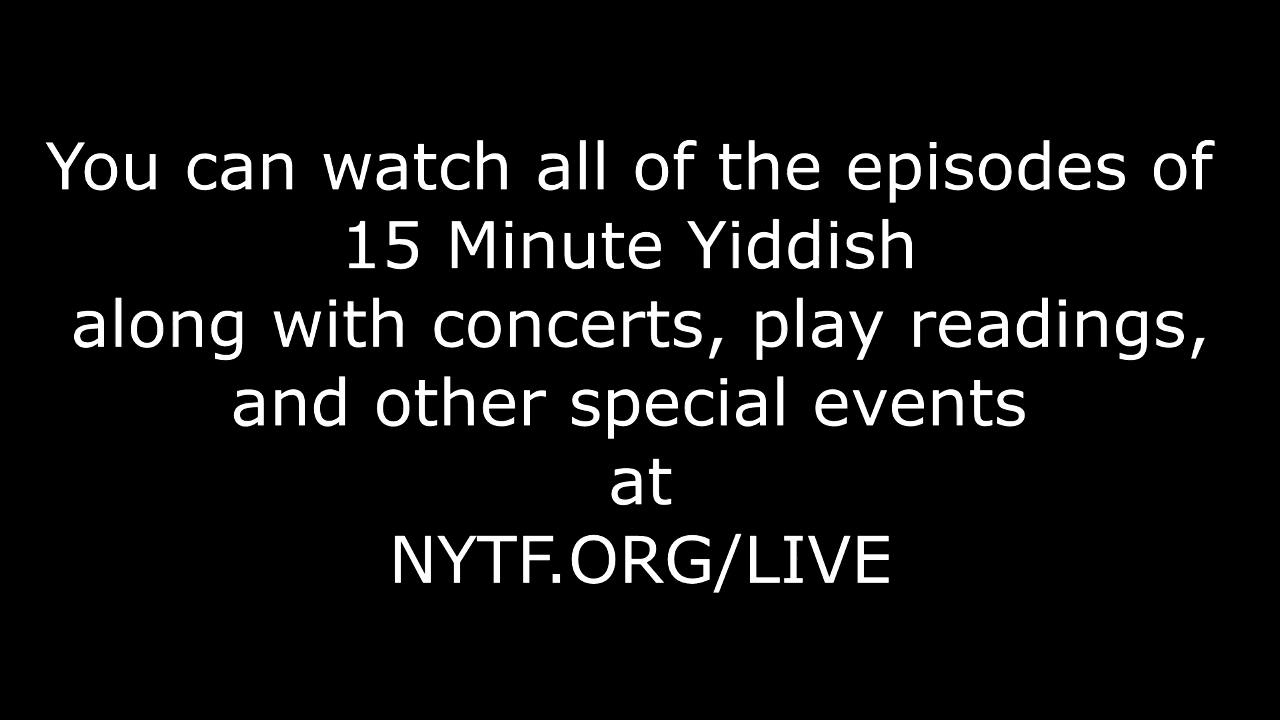 You can watch all of the episodes of
15 Minute Yiddish
along with concerts, play readings,
and other special events
at
NYTF.ORG/LIVE